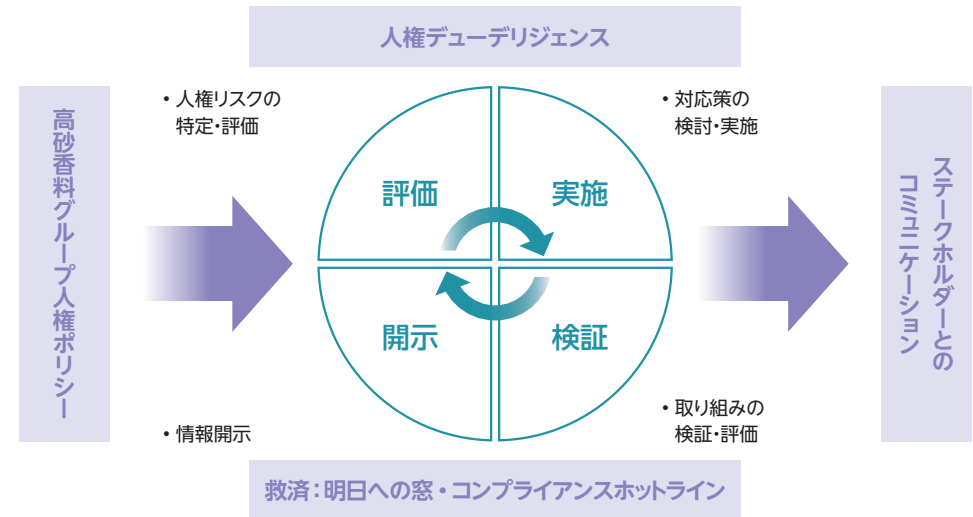 人権デューデリジェンス
高砂香料グループ人権ポリシー
・人権リスクの
特定・評価
・対応策の
検討・実施
評価
実施
開示
検証
・情報開示
・取り組みの
検証・評価
ステークホルダーとの
コミュニケーション
救済：明日への窓・コンプライアンスホットライン